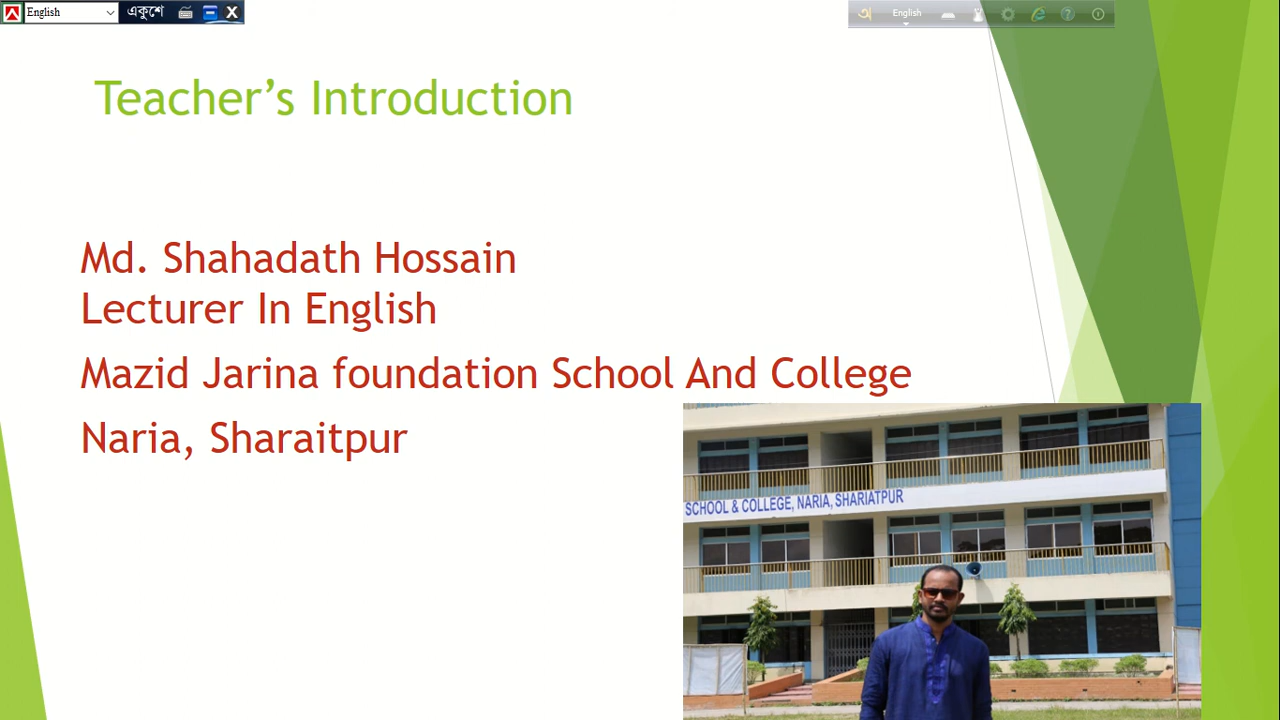 English একুশে
English
Teacher’s Introduction
Md. Shahadath Hossain
Lecturer In English
Mazid Jarina foundation School And College
Naria, Sharaitpur
SCHOOL & COLLEGE, NARIA, SHARIATPUR